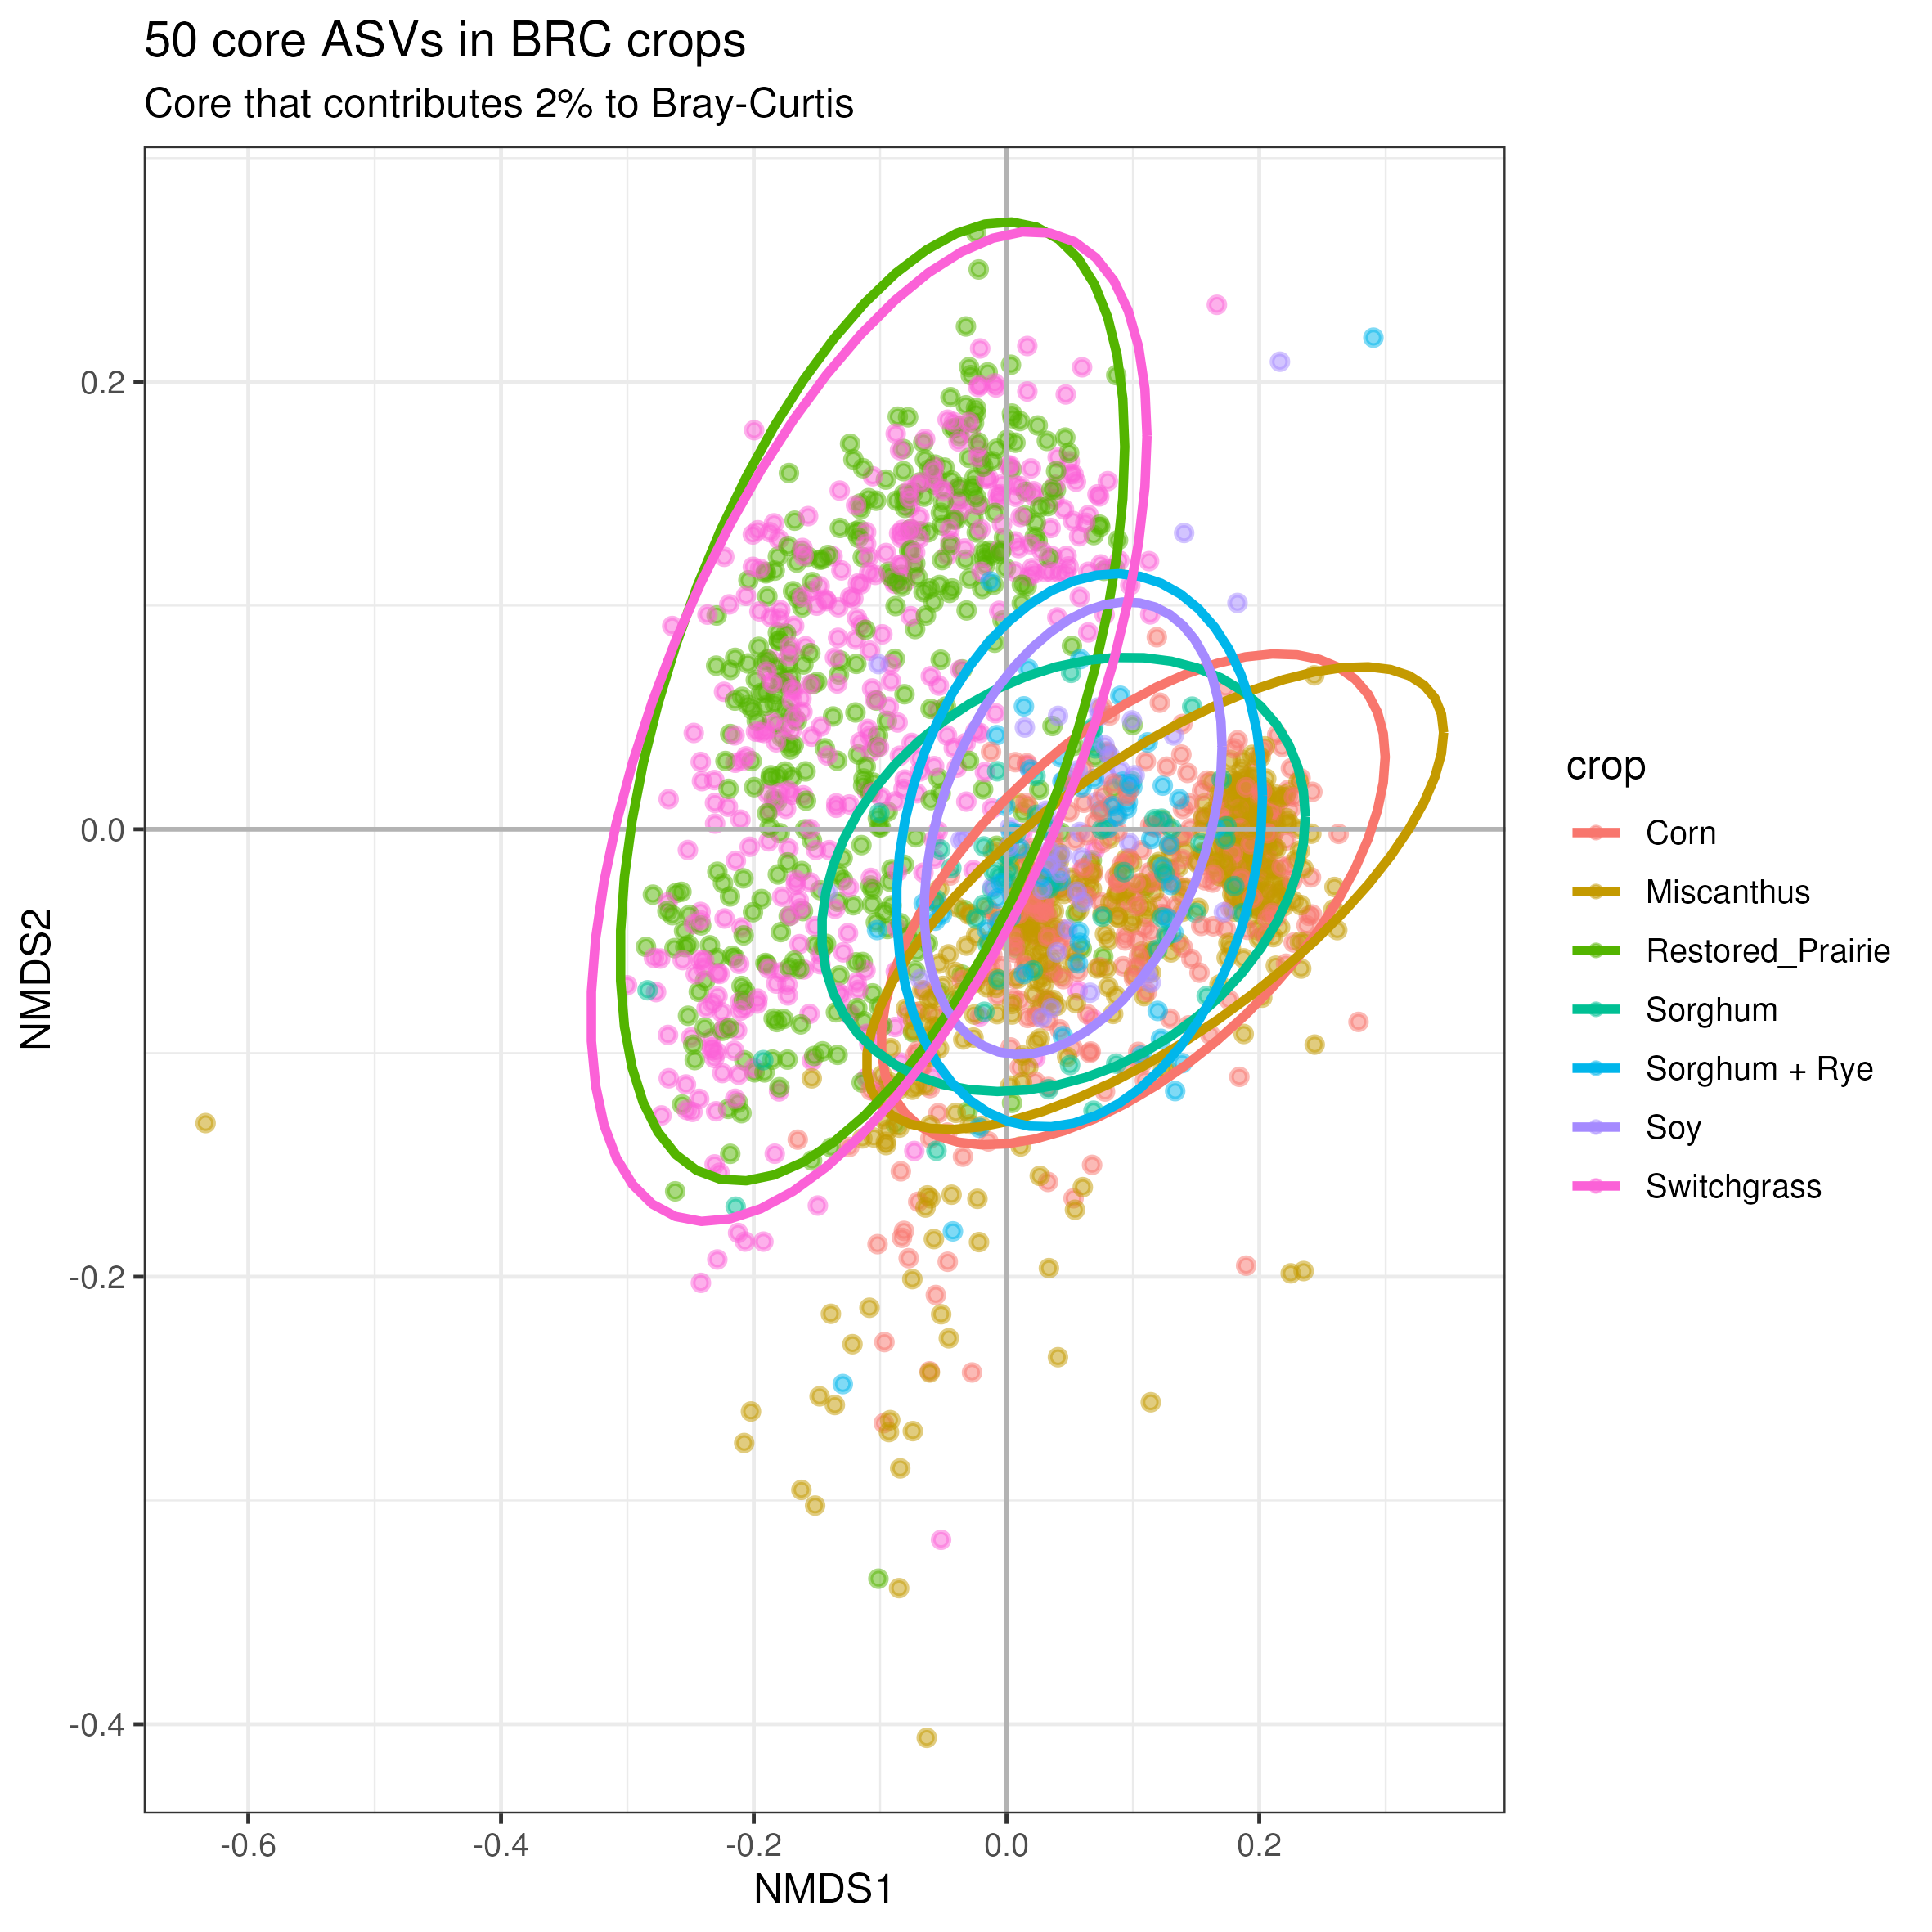 50 core ASVs in BRC crops
Core that contributes 2% to Bray-Curtis
NMDS2
0.2
0.0
-0.2
-0.4
-0.6
-0.4
-0.2
0.0
0.2
NMDS1
crop
Corn
Miscanthus
Restored_Prairie
Sorghum
Sorghum + Rye
Soy
Switchgrass